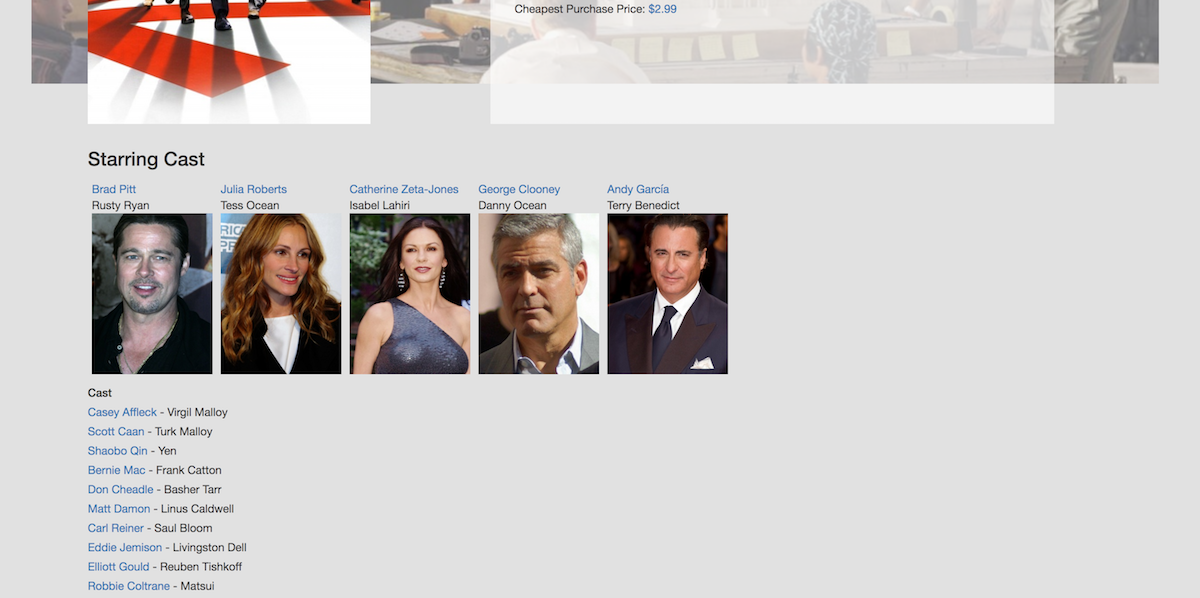 Cheapest Purchase Price: $2.99
Starring Cast
Brad Pitt
Rusty Ryan
Julia Roberts
Tess Ocean
Catherine Zeta-Jones
Isabel Lahiri
George Clooney
Danny Ocean
Andy García
Terry Benedict
Cast
Casey Affleck - Virgil Malloy
Scott Caan - Turk Malloy
Shaobo Qin - Yen
Bernie Mac - Frank Catton
Don Cheadle - Basher Tarr
Matt Damon - Linus Caldwell
Carl Reiner - Saul Bloom
Eddie Jemison - Livingston Dell
Elliott Gould - Reuben Tishkoff
Robbie Coltrane - Matsui